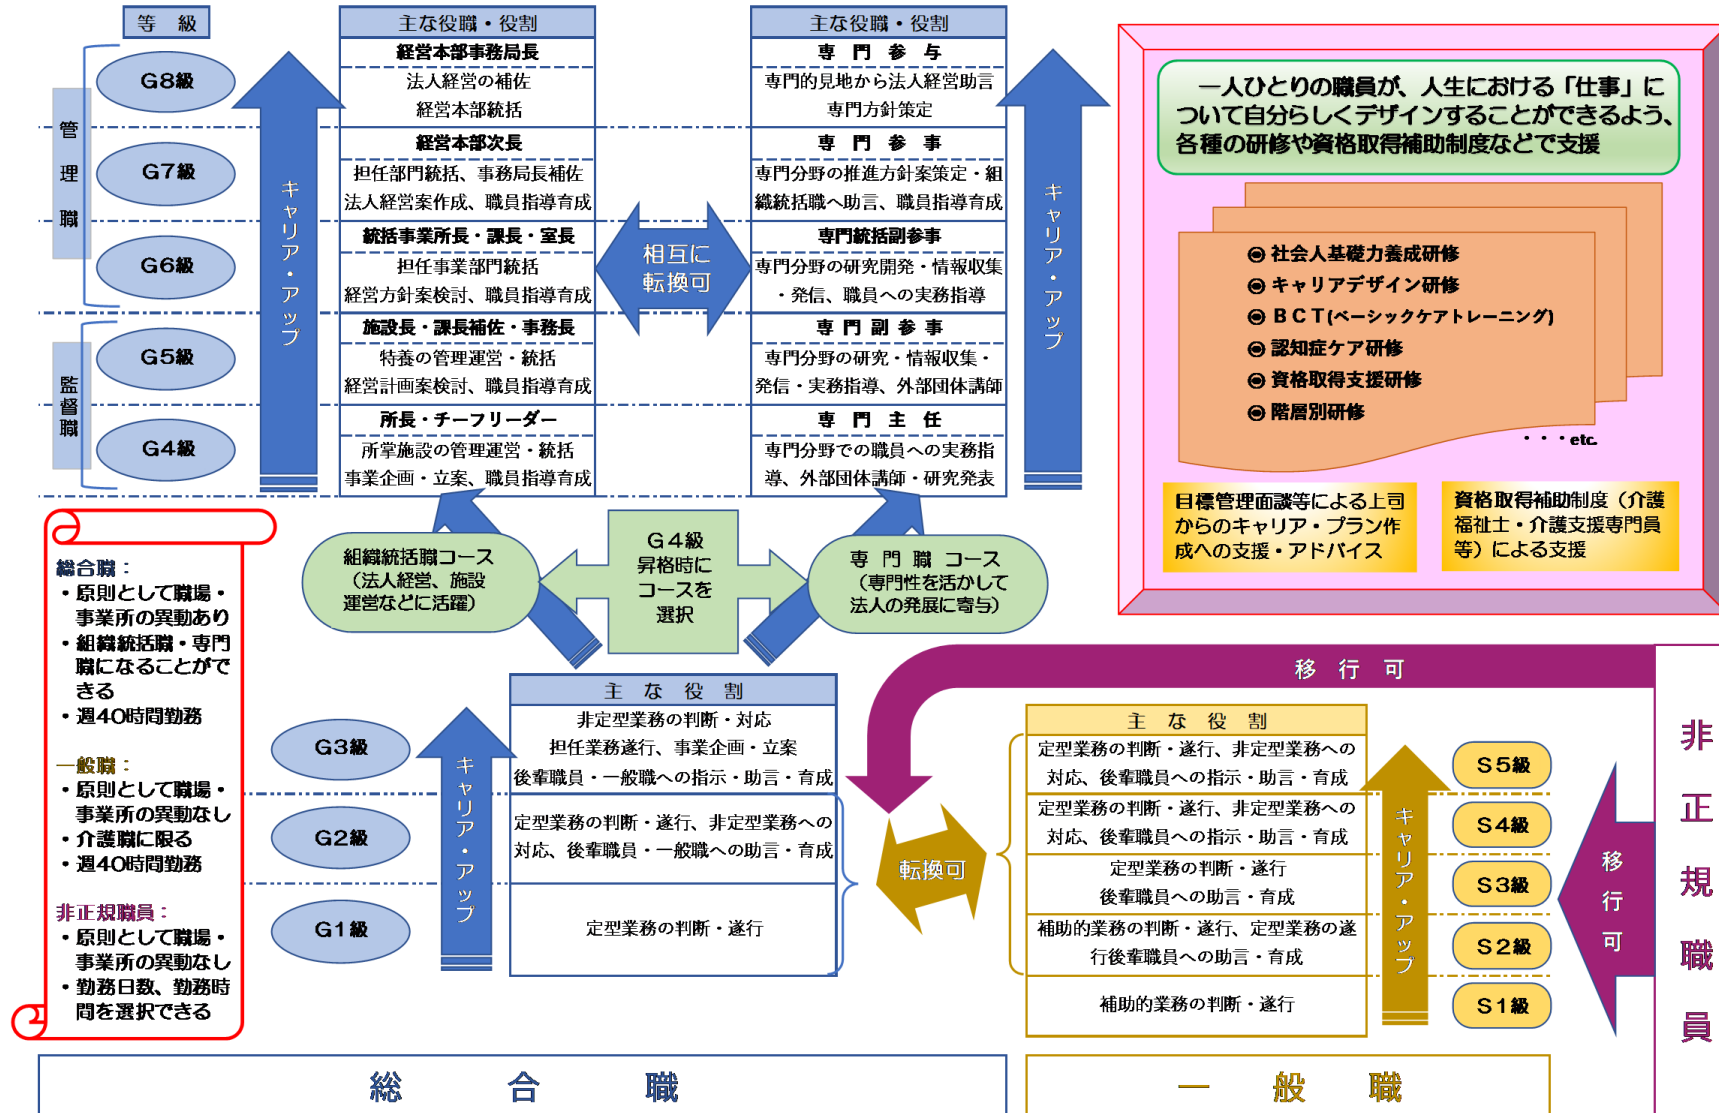 等　級
主な役職・役割
主な役職・役割
管理職
監督職
G8級
G7級
G6級
G5級
G4級
キャリア・アップ
経営本部事務局長
法人経営の補佐
経営本部統括
経営本部次長
担任部門統括、事務局長補佐
法人経営案作成、職員指導育成
統括事業所長・課長・室長
担任事業部門統括
経営方針案検討、職員指導育成
施設長・課長補佐・事務長
特養の管理運営・統括
経営計画案検討、職員指導育成
所長・チーフリーダー
所掌施設の管理運営・統括
事業企画・立案、職員指導育成
相互に
転換可
専　門　参　与
専門的見地から法人経営助言
専門方針策定
専　門　参　事
専門分野の推進方針案策定・組
織統括職へ助言、職員指導育成
専門統括副参事
専門分野の研究開発・情報収集
・発信、職員への実務指導
専 門 副 参 事
専門分野の研究・情報収集・
発信・実務指導、外部団体講師
専　門　主　任
専門分野での職員への実務指
導、外部団体講師・研究発表
キャリア・アップ
一人ひとりの職員が、人生における「仕事」に
ついて自分らしくデザインすることができるよう、
各種の研修や資格取得補助制度などで支援
社会人基礎力養成研修
キャリアデザイン研修
ＢＣＴ(ベーシックケアトレーニング)
認知症ケア研修
資格取得支援研修
階層別研修
・・・etc.
目標管理面談等による上司
からのキャリア・プラン作
成への支援・アドバイス
資格取得補助制度（介護
福祉士・介護支援専門員
等）による支援
組織統括職コース
（法人経営、施設
運営などに活躍）
G４級
昇格時に
コースを
選択
専 門 職 コース
（専門性を活かして
法人の発展に寄与）
総合職：
・原則として職場・
事業所の異動あり
・組織統括職・専門
職になることがで
きる
・週40時間勤務
一般職：
・原則として職場・
事業所の異動なし
・介護職に限る
・週40時間勤務
非正規職員：
・原則として職場・
事業所の異動なし
・勤務日数、勤務時
間を選択できる
G3級
G2級
G1級
キャリア・アップ
主　な　役　割
非定型業務の判断・対応
担任業務遂行、事業企画・立案
後輩職員・一般職への指示・助言・育成
定型業務の判断・遂行、非定型業務への
対応、後輩職員・一般職への助言・育成
定型業務の判断・遂行
移　行　可
転換可
主　な　役　割
定型業務の判断・遂行、非定型業務への
対応、後輩職員への指示・助言・育成
定型業務の判断・遂行、非定型業務への
対応、後輩職員への指示・助言・育成
定型業務の判断・遂行
後輩職員への助言・育成
補助的業務の判断・遂行、定型業務の遂
行後輩職員への助言・育成
補助的業務の判断・遂行
キャリア・アップ
S5級
S4級
S3級
S2級
S1級
移行可
非正規職員
総　合　職
一　般　職